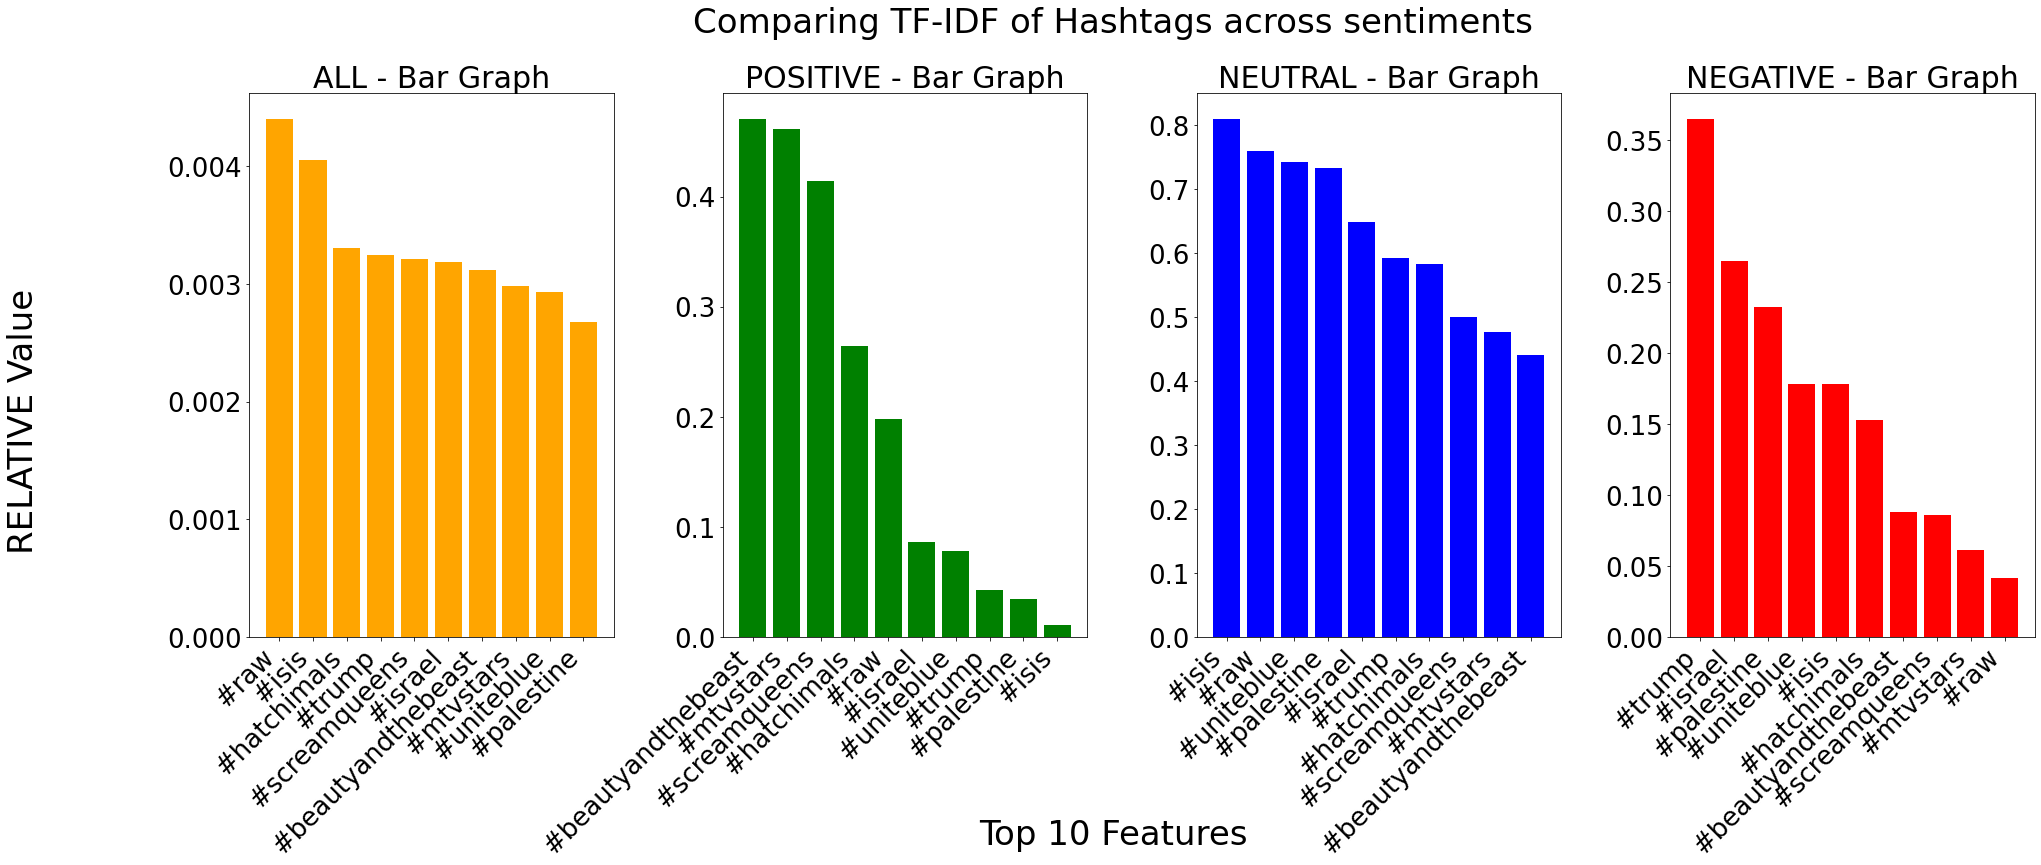 Comparing TF-IDF of Hashtags across sentiments
RELATIVE Value
ALL - Bar Graph
0.004
0.003
0.002
0.001
0.000
#raw
#isis
#hatchimals
#trump
#screamqueens
#israel
#beautyandthebeast
#mtvstars
#uniteblue
#palestine
POSITIVE - Bar Graph
0.4
0.3
0.2
0.1
0.0
#beautyandthebeast
#mtvstars
#screamqueens
#hatchimals
#raw
#israel
#uniteblue
#trump
#palestine
#isis
NEUTRAL - Bar Graph
0.8
0.7
0.6
0.5
0.4
0.3
0.2
0.1
0.0
#isis
#raw
#uniteblue
#palestine
#israel
#trump
#hatchimals
#screamqueens
#mtvstars
#beautyandthebeast
NEGATIVE - Bar Graph
0.35
0.30
0.25
0.20
0.15
0.10
0.05
0.00
#trump
#israel
#palestine
#uniteblue
#isis
#hatchimals
#beautyandthebeast
#screamqueens
#mtvstars
#raw
Top 10 Features